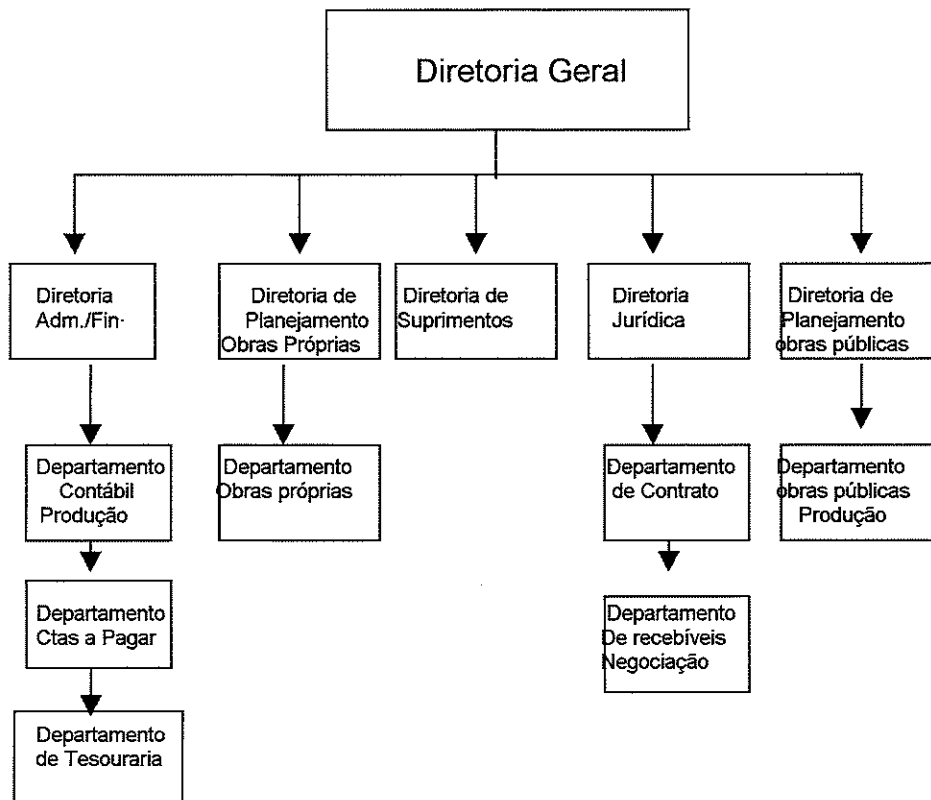 Diretoria Geral
Diretoria
Adm./Fin-
Diretoria de
Planejamento
Obras Próprias
Diretoria de
Suprimentos
Diretoria
Jurídica
Diretoria de
Planejamento
obras públicas
Departamento
Contábil
Produção
Departamento
Obras próprias
Departamento
de Contrato
Departamento
obras públicas
Produção
Departamento
Ctas a Pagar
Departamento
De recebíveis
Negociação
Departamento
de Tesouraria